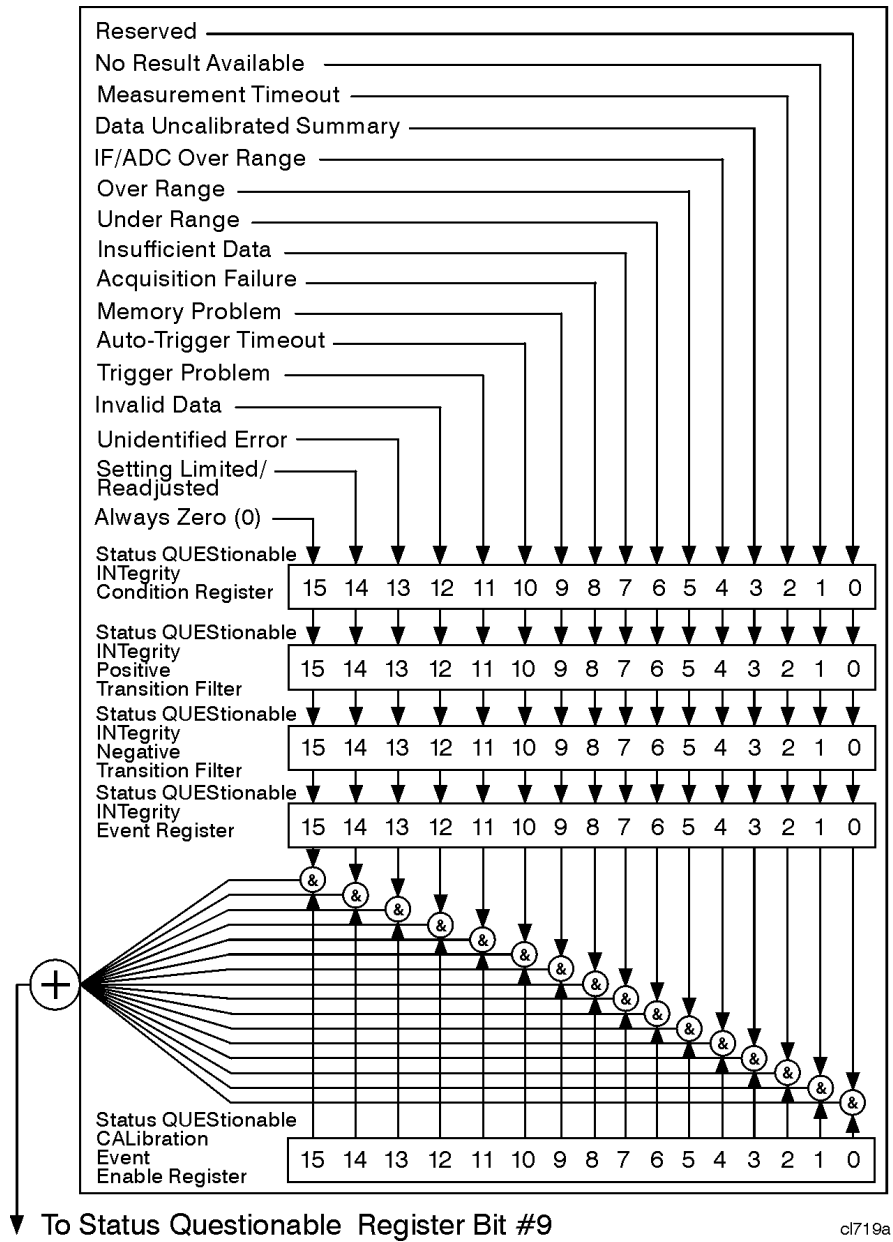 Reserved
No Result Available
Measurement Timeout
Data Uncalibrated Summary
IF/ADC Over Range
Over Range
Under Range
Insufficient Data
Acquisition Failure
Memory Problem
Auto-Trigger Timeout
Trigger Problem
Invalid Data
Unidentified Error
Setting Limited/
Readjusted
Always Zero (0)
Status QUEStionable
INTegrity
Condition Register
15 14 13 12 11 10 9 8 7 6 5 4 3 2 1 0
Status QUEStionable
INTegrity
Positive
Transition Filter
15 14 13 12 11 10 9 8 7 6 5 4 3 2 1 0
Status QUEStionable
INTegrity
Negative
Transition Filter
15 14 13 12 11 10 9 8 7 6 5 4 3 2 1 0
Status QUEStionable
INTegrity
Event Register
15 14 13 12 11 10 9 8 7 6 5 4 3 2 1 0
& & & & & & & & & & & & & & & &
+
Status QUEStionable
CALibration
Event
Enable Register
15 14 13 12 11 10 9 8 7 6 5 4 3 2 1 0
To Status Questionable Register Bit #9
cl719a